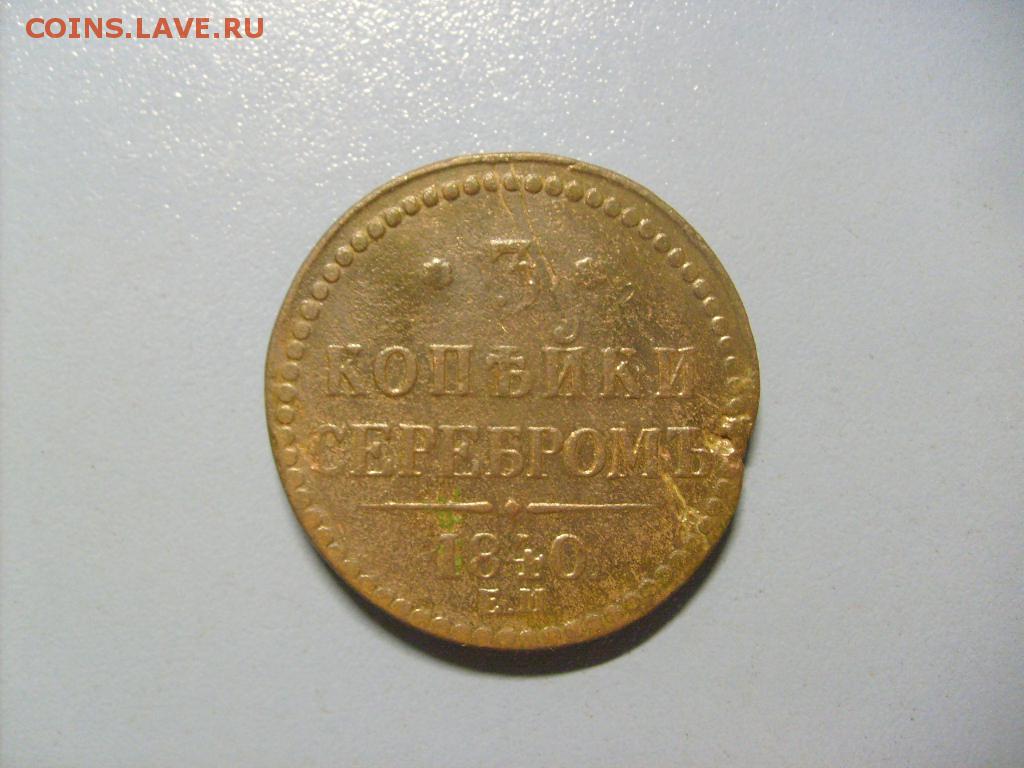 COINS.LAVE.RU
3
КОПѢЙКИ
СЕРЕБРОМЪ
1840.
Е.М